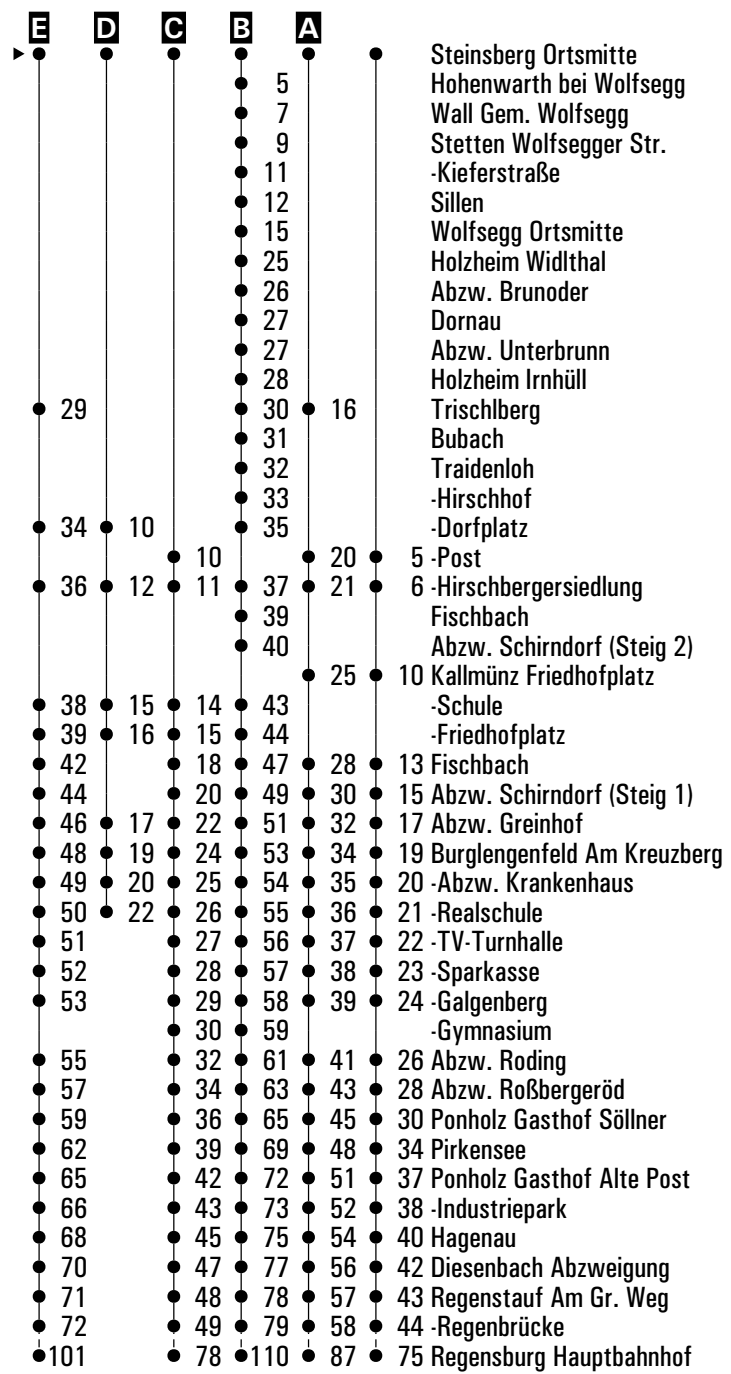 E D C B A
Steinsberg Ortsmitte
5 Hohenwarth bei Wolfsegg
7 Wall Gem. Wolfsegg
9 Stetten Wolfsegger Str.
11 -Kieferstraße
12 Sillen
15 Wolfsegg Ortsmitte
25 Holzheim Widlthal
26 Abzw. Brunoder
27 Dornau
27 Abzw. Unterbrunn
28 Holzheim Irnhüll
29 30 16 Trischlberg
31 Bubach
32 Traidenloh
33 -Hirschhof
34 10 35 -Dorfplatz
10 20 5 -Post
36 12 11 37 21 6 -Hirschbergersiedlung
39 Fischbach
40 Abzw. Schirndorf (Steig 2)
25 10 Kallmünz Friedhofplatz
38 15 14 43 -Schule
39 16 15 44 -Friedhofplatz
42 18 47 28 13 Fischbach
44 20 49 30 15 Abzw. Schirndorf (Steig 1)
46 17 22 51 32 17 Abzw. Greinhof
48 19 24 53 34 19 Burglengenfeld Am Kreuzberg
49 20 25 54 35 20 -Abzw. Krankenhaus
50 22 26 55 36 21 -Realschule
51 27 56 37 22 -TV-Turnhalle
52 28 57 38 23 -Sparkasse
53 29 58 39 24 -Galgenberg
30 59 -Gymnasium
55 32 61 41 26 Abzw. Roding
57 34 63 43 28 Abzw. Roßbergeröd
59 36 65 45 30 Ponholz Gasthof Söllner
62 39 69 48 34 Pirkensee
65 42 72 51 37 Ponholz Gasthof Alte Post
66 43 73 52 38 -Industriepark
68 45 75 54 40 Hagenau
70 47 77 56 42 Diesenbach Abzweigung
71 48 78 57 43 Regenstauf Am Gr. Weg
72 49 79 58 44 -Regenbrücke
101 78 110 87 75 Regensburg Hauptbahnhof